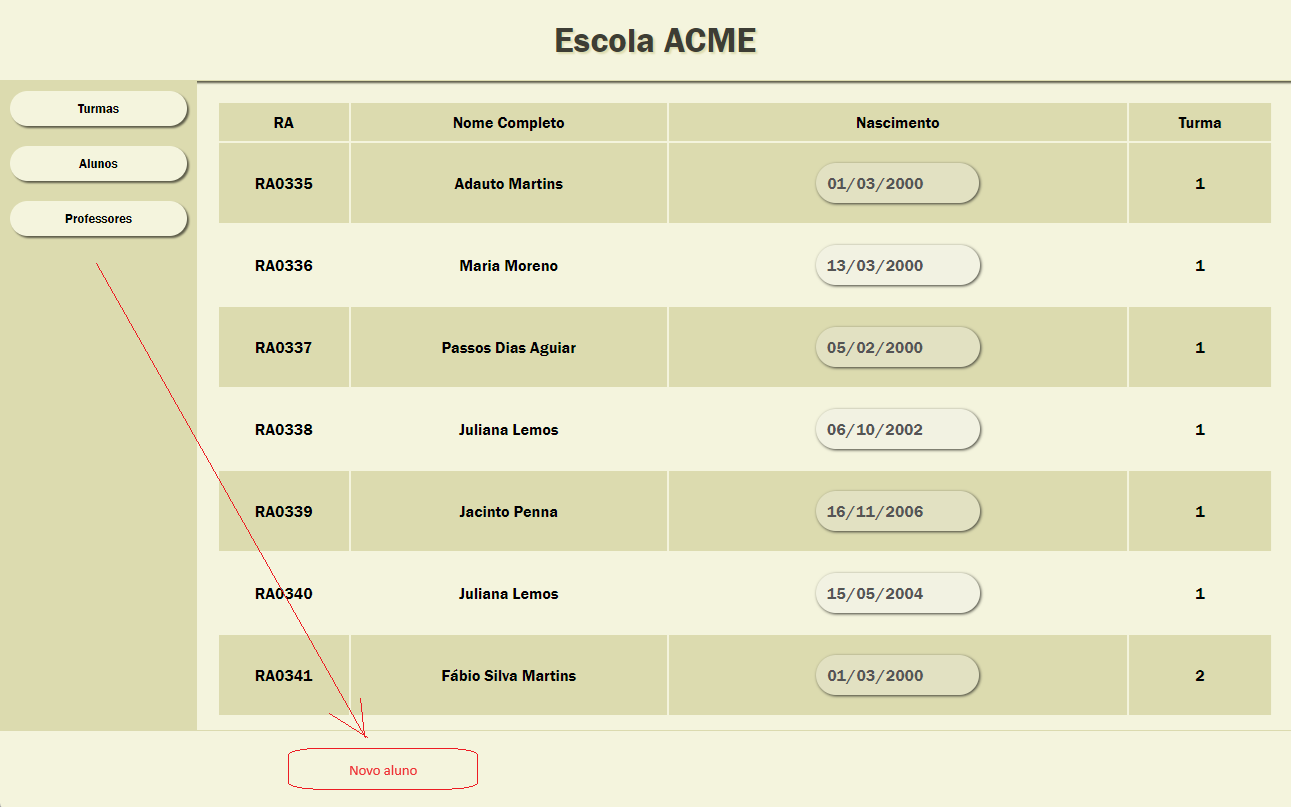 Escola ACME
Turmas
Alunos
Professores
RA Nome Completo Nascimento Turma
RA0335 Adauto Martins 01/03/2000 1
RA0336 Maria Moreno 13/03/2000 1
RA0337 Passos Dias Aguiar 05/02/2000 1
RA0338 Juliana Lemos 06/10/2002 1
RA0339 Jacinto Penna 16/11/2006 1
RA0340 Juliana Lemos 15/05/2004 1
RA0341 Fábio Silva Martins 01/03/2000 2
Novo aluno